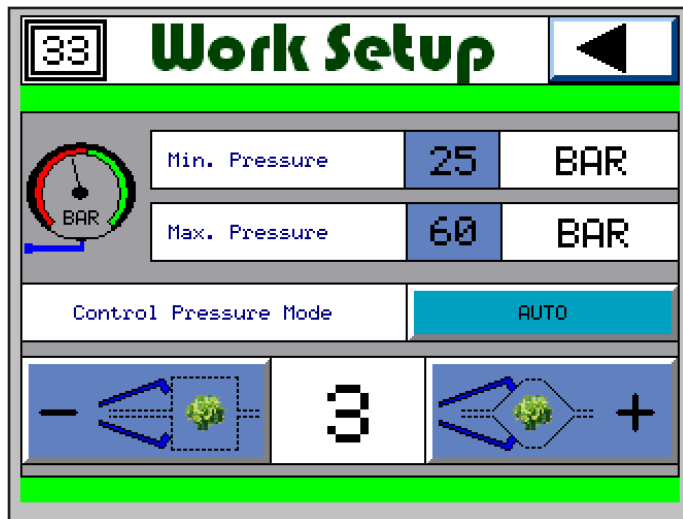 33 Work Setup
Min. Pressure 25 BAR
BAR
Max. Pressure 60 BAR
Control Pressure Mode AUTO
- 3 +